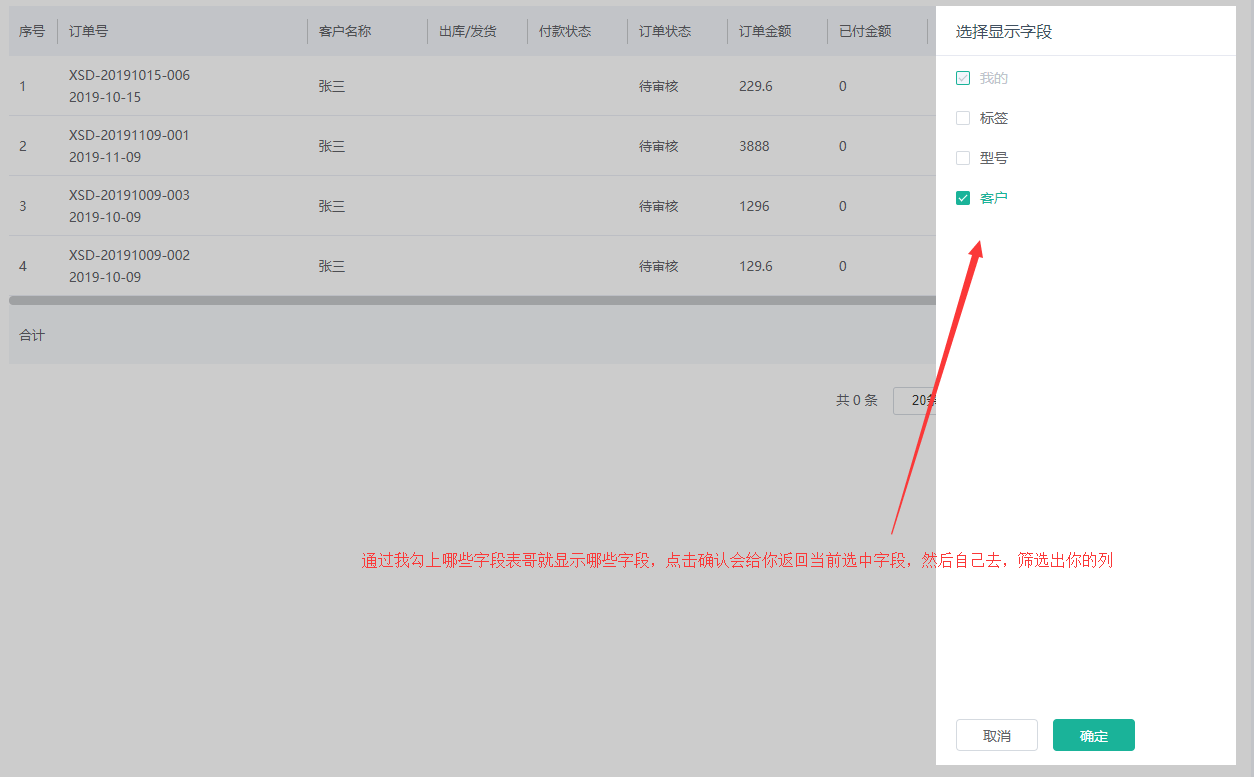 序号 订单号 客户名称 出库/发货 付款状态 订单状态 订单金额 已付金额
1 XSD-20191015-006 张三 待审核 229.6 0
2019-10-15
2 XSD-20191109-001 张三 待审核 3888 0
2019-11-09
3 XSD-20191009-003 张三 待审核 1296 0
2019-10-09
4 XSD-20191009-002 张三 待审核 129.6 0
2019-10-09
合计
共 0 条 20条
选择显示字段
我的
标签
型号
客户
通过我勾上哪些字段表哥就显示哪些字段，点击确认会给你返回当前选中字段，然后自己去，筛选出你的列
取消 确定